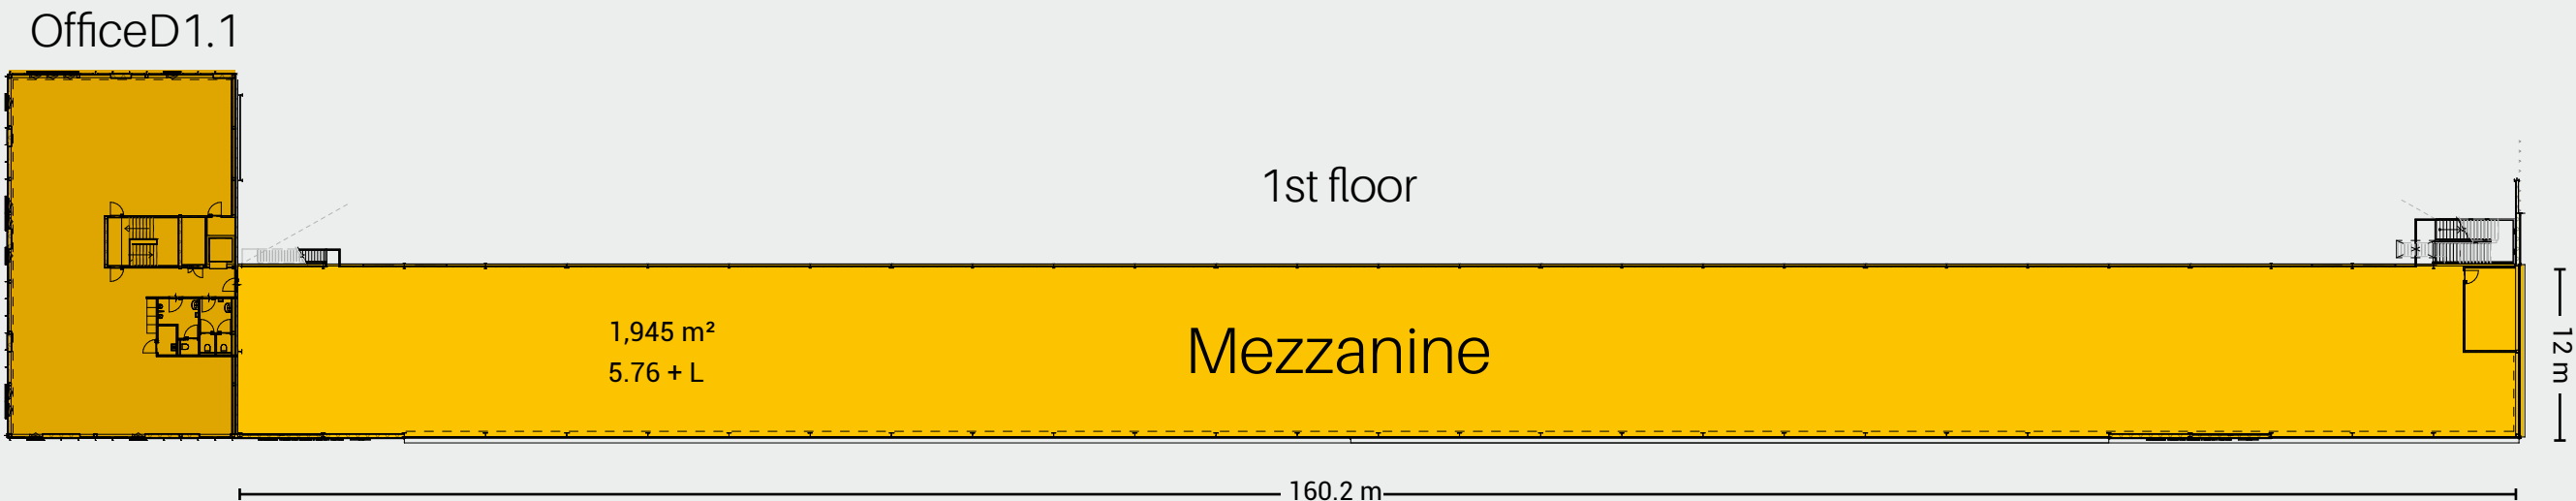 OfficeD1.1
1st floor
1,945 m²
5.76 + L
Mezzanine
12 m
160.2 m